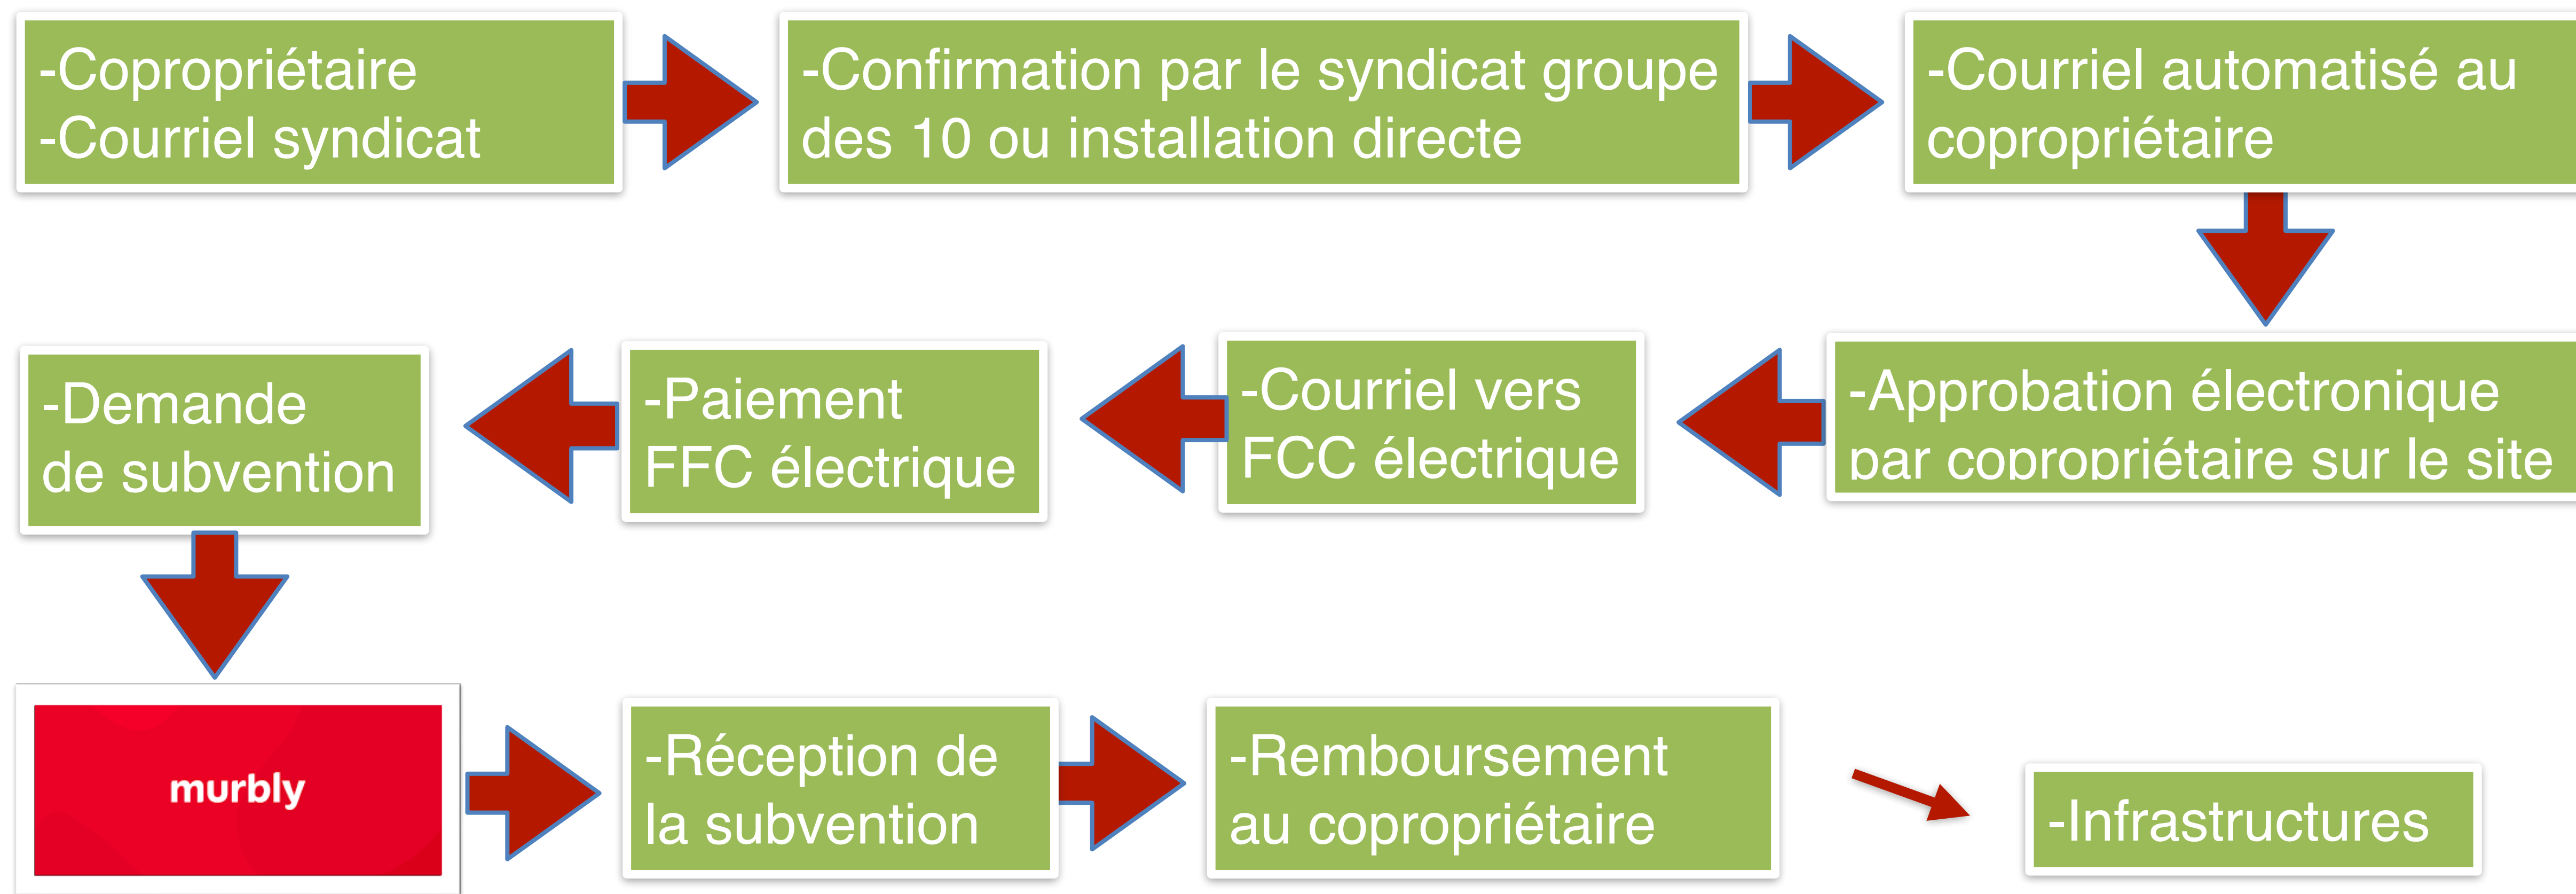 -Copropriétaire
-Courriel syndicat
-Confirmation par le syndicat groupe
des 10 ou installation directe
-Courriel automatisé au
copropriétaire
-Approbation électronique
par copropriétaire sur le site
-Courriel vers
FCC électrique
-Paiement
FFC électrique
-Demande
de subvention
murbly
-Réception de
la subvention
-Remboursement
au copropriétaire
-Infrastructures